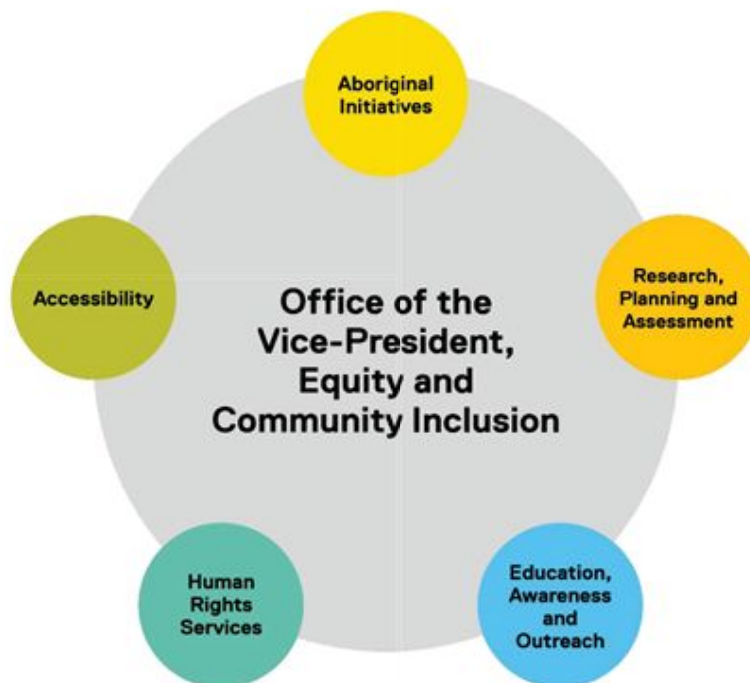 Aboriginal
Initiatives
Accessibility
Research,
Planning and
Assessment
Office of the
Vice-President,
Equity and
Community Inclusion
Human
Rights
Services
Education,
Awareness
and
Outreach